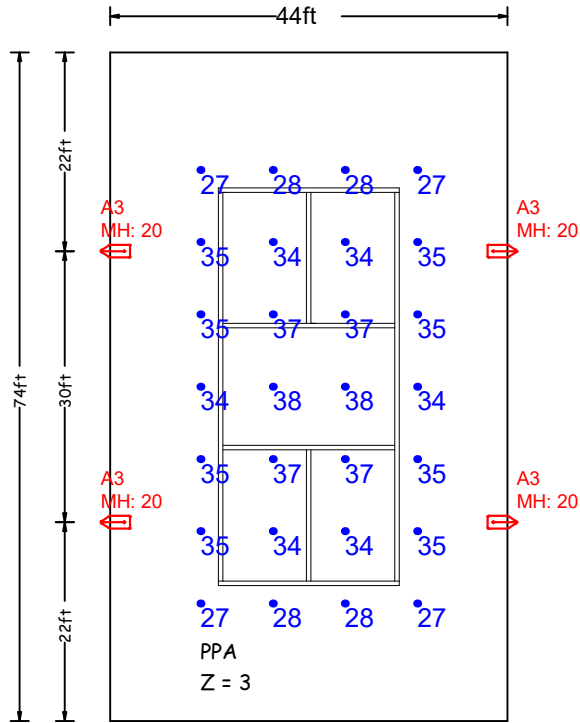 44ft
22ft
27 28 28 27
A3
MH: 20
A3
MH: 20
35 34 34 35
35 37 37 35
74ft
30ft
34 38 38 34
35 37 37 35
A3
MH: 20
A3
MH: 20
35 34 34 35
27 28 28 27
22ft
PPA
Z = 3